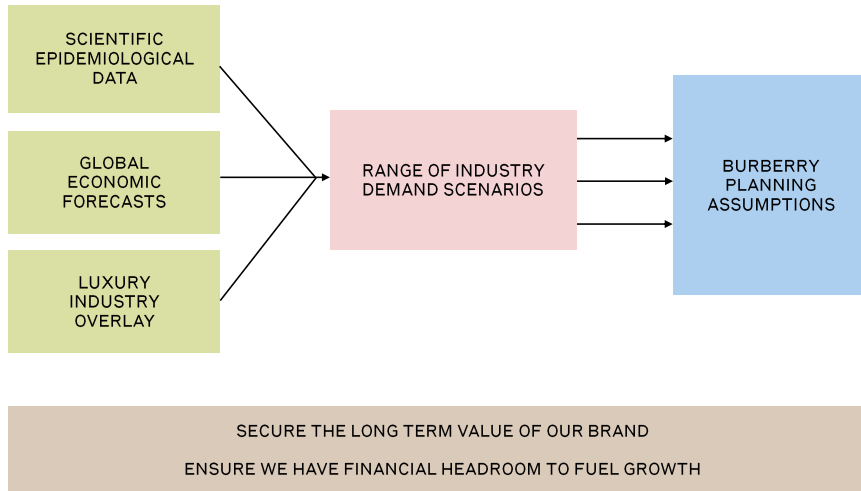 SCIENTIFIC
EPIDEMIOLOGICAL
DATA
GLOBAL
ECONOMIC
FORECASTS
LUXURY
INDUSTRY
OVERLAY
RANGE OF INDUSTRY
DEMAND SCENARIOS
BURBERRY
PLANNING
ASSUMPTIONS
SECURE THE LONG TERM VALUE OF OUR BRAND
ENSURE WE HAVE FINANCIAL HEADROOM TO FUEL GROWTH